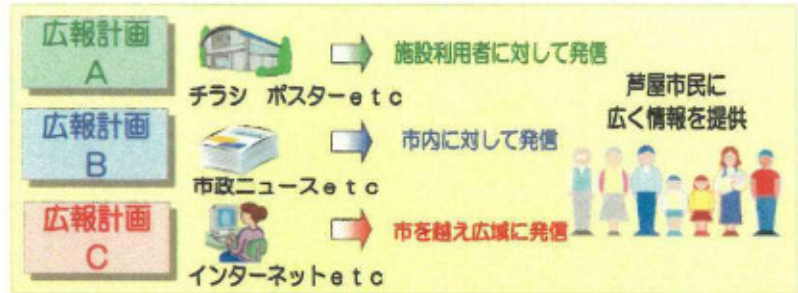 広報計画
A
チラシ ポスターetc
施設利用者に対して発信
広報計画
B
市政ニュースetc
市内に対して発信
広報計画
C
インターネットetc
市を越え広域に発信
芦屋市民に
広く情報を提供